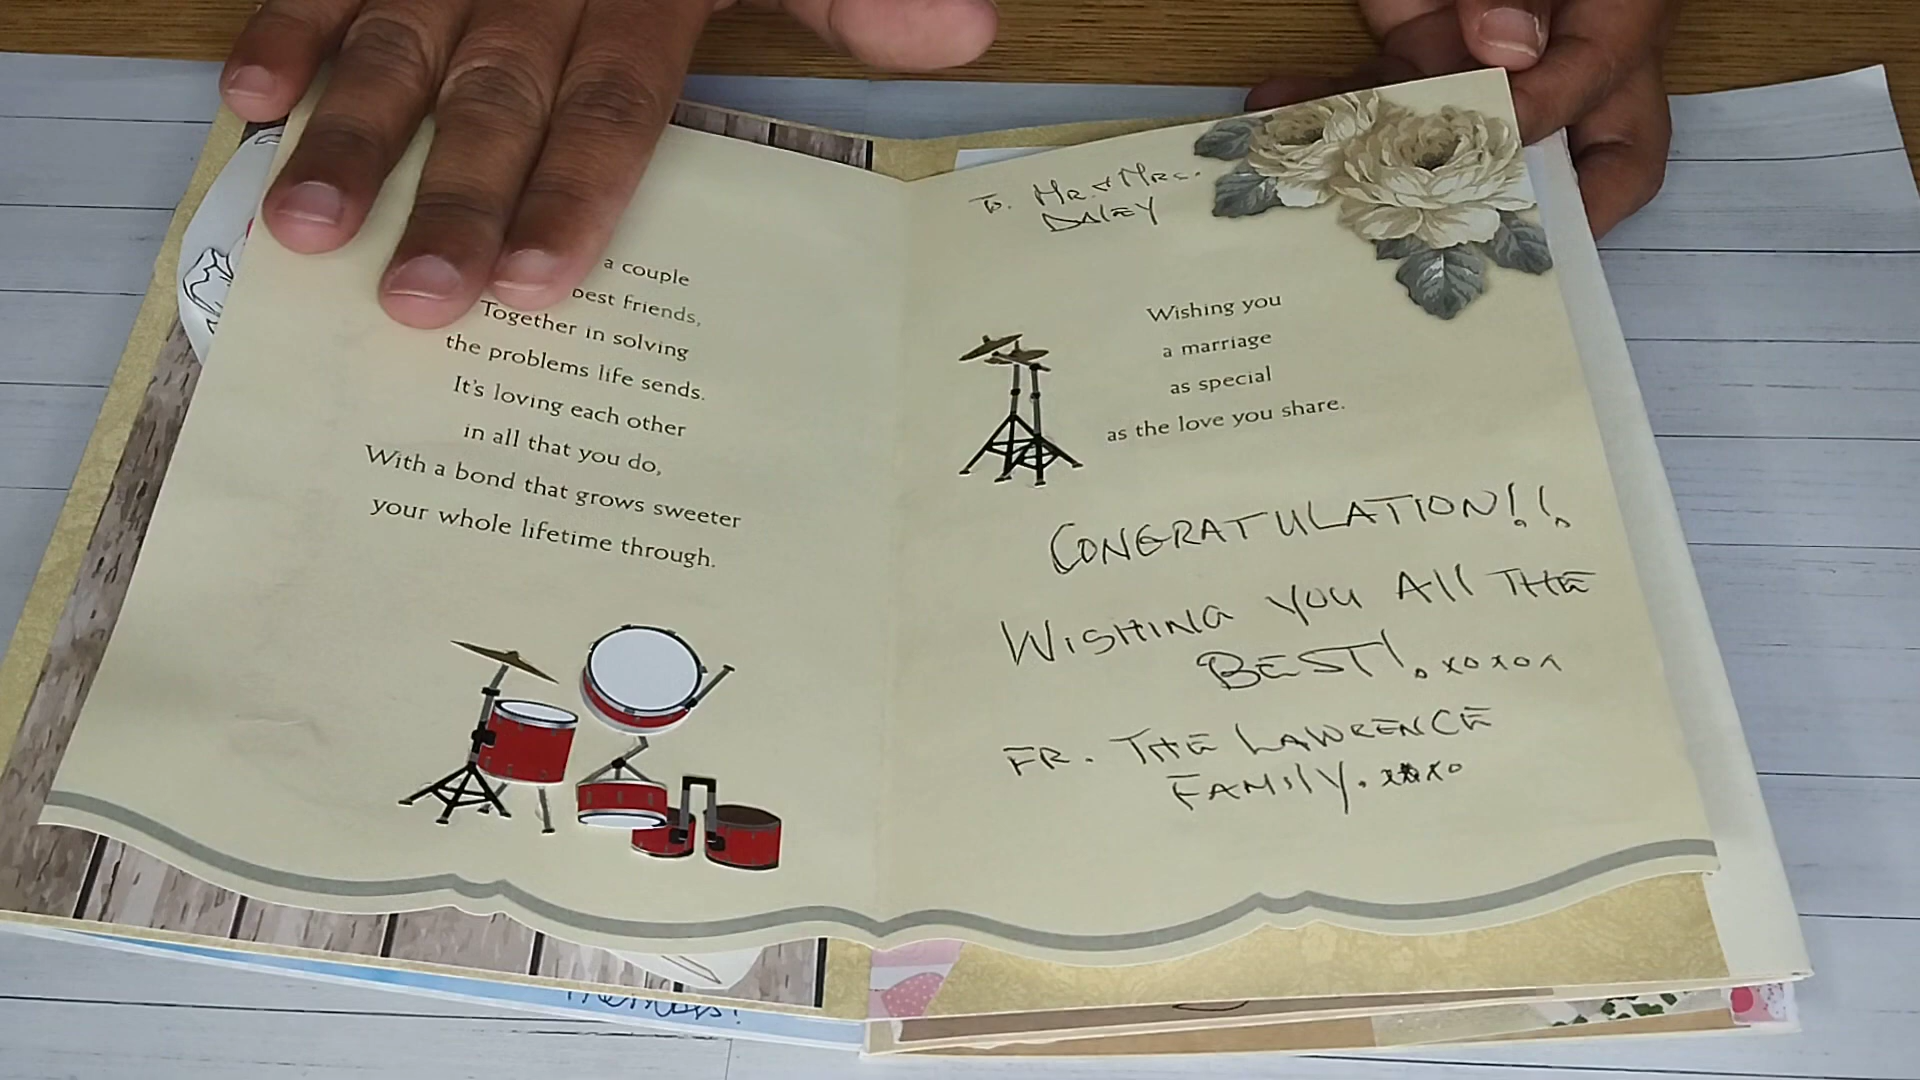 a couple
best friends,
Together in solving
the problems life sends.
It's loving each other
in all that you do,
With a bond that grows sweeter
your whole lifetime through.
To. MR. & MRS.
DALEY
Wishing you
a marriage
as special
as the love you share.
CONGRATULATION!!
WISHING YOU All THE
BEST! xoxox
FR. THE LAWRENCE
FAMIlY.